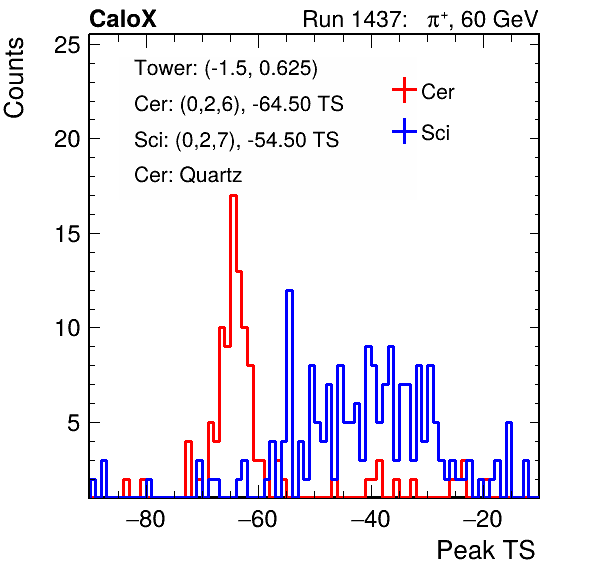 CaloX Run 1437: π⁺, 60 GeV
Counts
25
20
15
10
5
Tower: (-1.5, 0.625)
Cer: (0,2,6), -64.50 TS
Sci: (0,2,7), -54.50 TS
Cer: Quartz
Cer
Sci
−80 −60 −40 −20
Peak TS